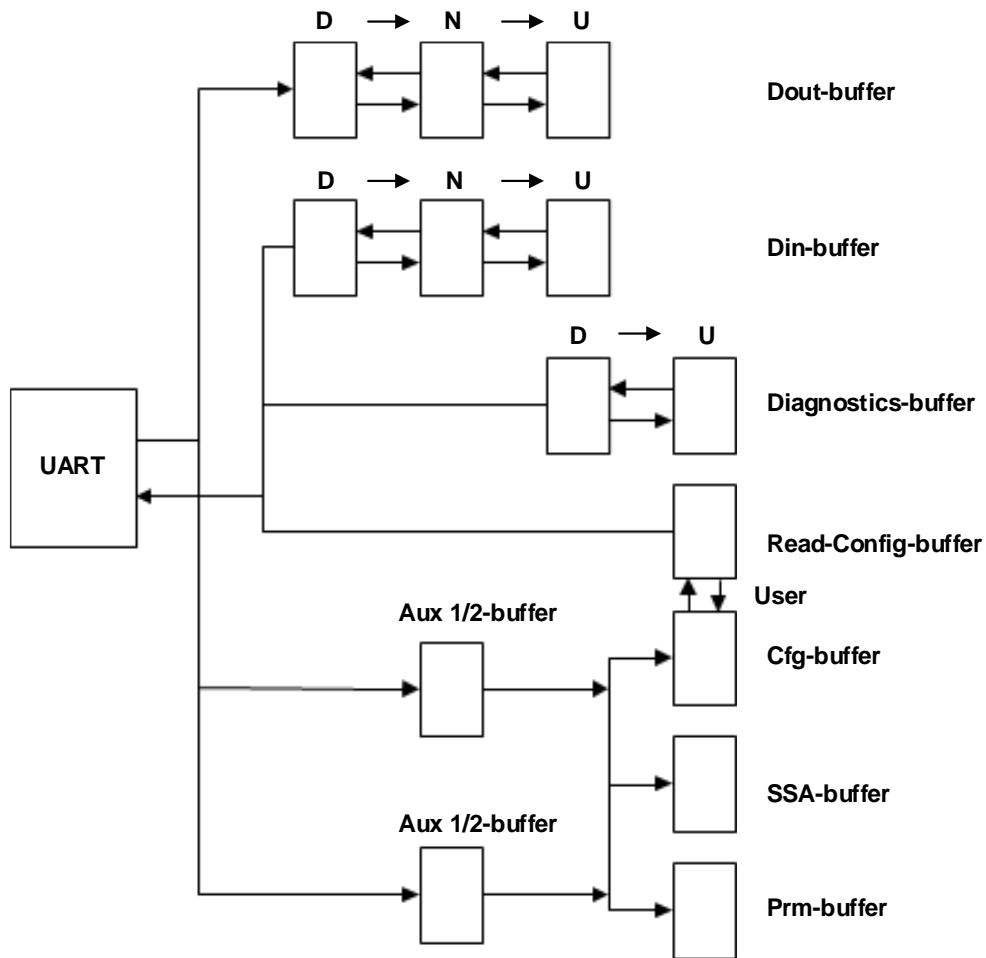 D → N → U
Dout-buffer
D → N → U
Din-buffer
D → U
Diagnostics-buffer
UART
Read-Config-buffer
User
Aux 1/2-buffer
Cfg-buffer
SSA-buffer
Aux 1/2-buffer
Prm-buffer